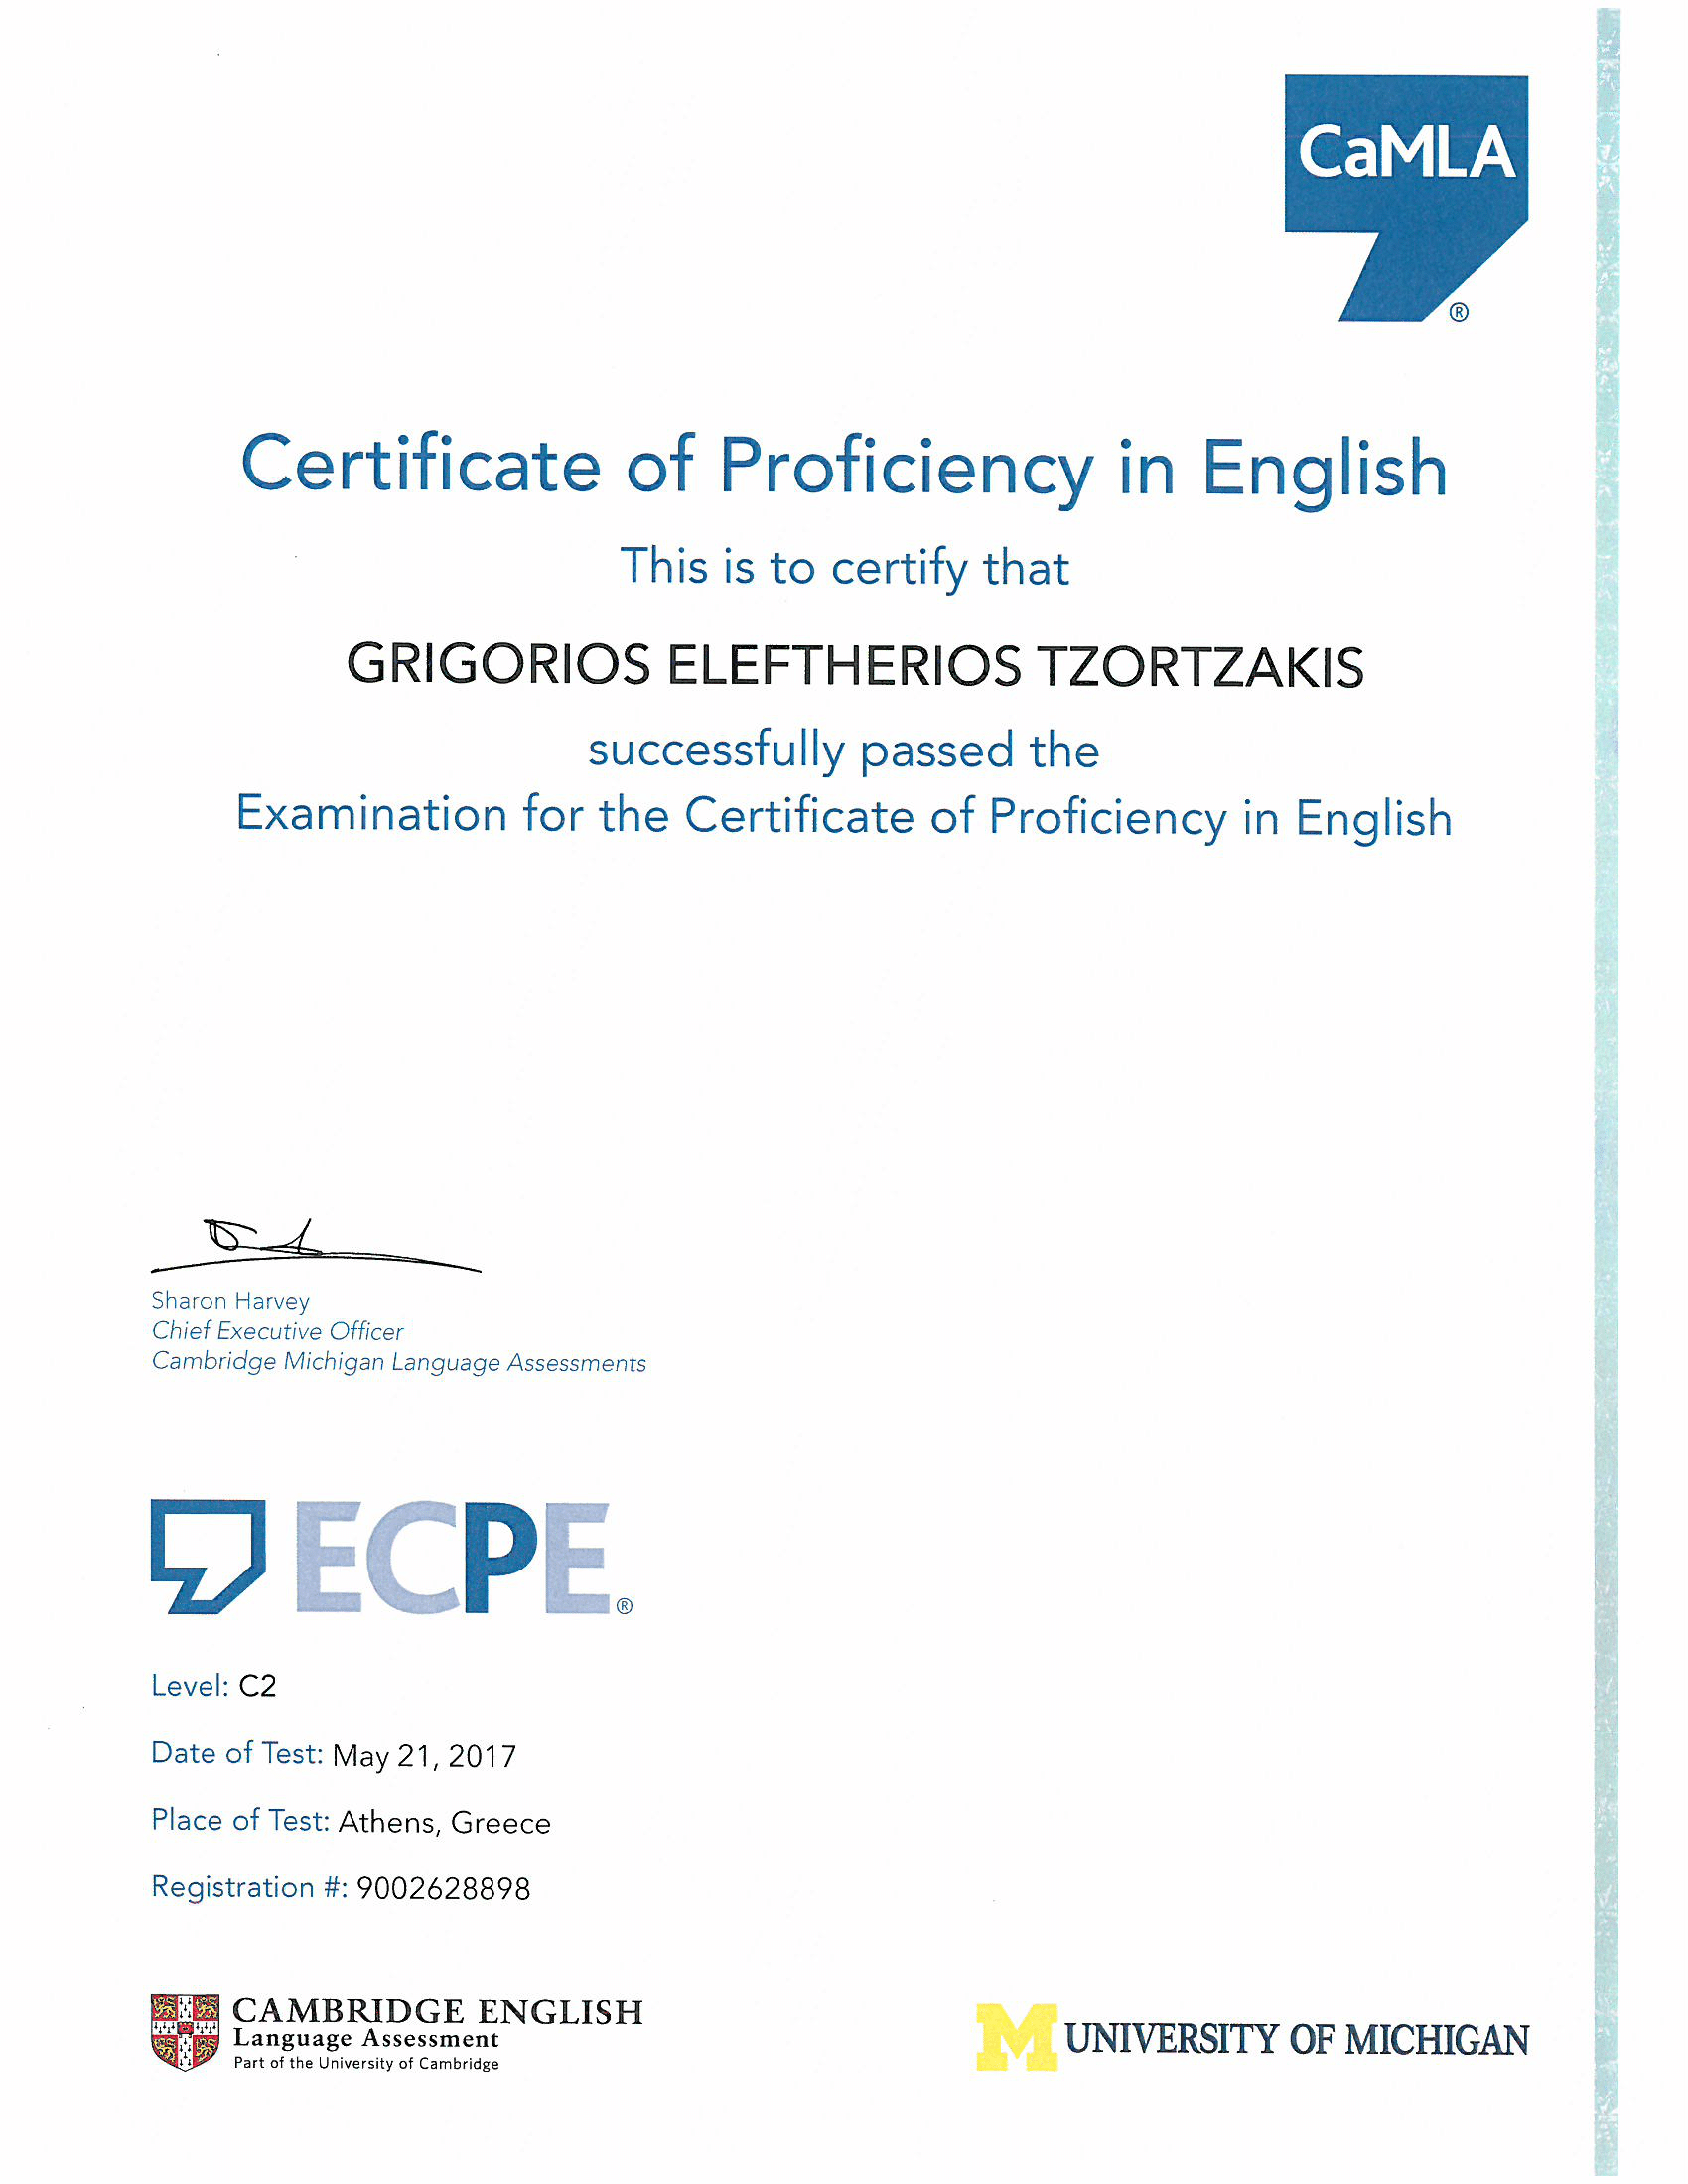 CaMLA
®
Certificate of Proficiency in English
This is to certify that
GRIGORIOS ELEFTHERIOS TZORTZAKIS
successfully passed the
Examination for the Certificate of Proficiency in English
Sharon Harvey
Chief Executive Officer
Cambridge Michigan Language Assessments
ECPE®
Level: C2
Date of Test: May 21, 2017
Place of Test: Athens, Greece
Registration #: 9002628898
CAMBRIDGE ENGLISH
Language Assessment
Part of the University of Cambridge
M UNIVERSITY OF MICHIGAN